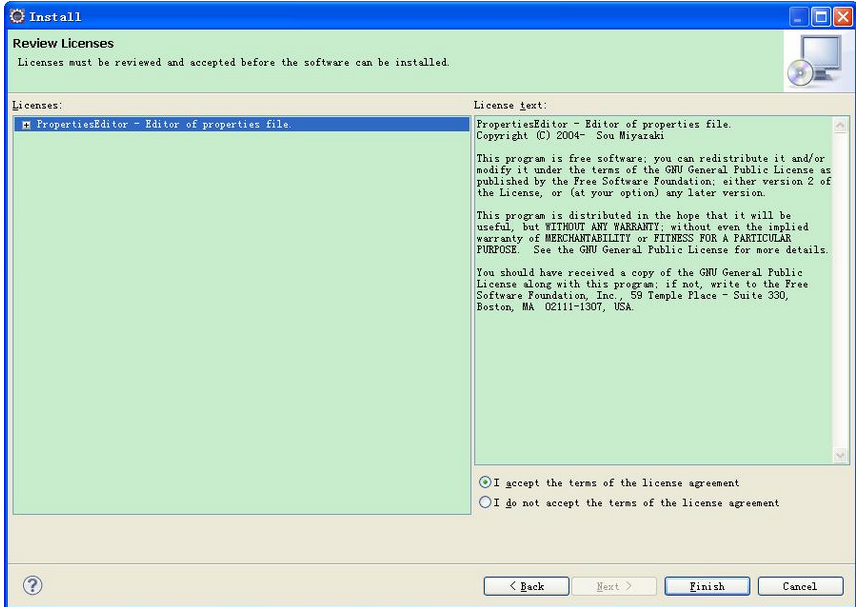 Install
Review Licenses
Licenses must be reviewed and accepted before the software can be installed.
Licenses:
PropertiesEditor - Editor of properties file.
License text:
PropertiesEditor - Editor of properties file.
Copyright (C) 2004-  Sou Miyazaki
This program is free software; you can redistribute it and/or
modify it under the terms of the GNU General Public License as
published by the Free Software Foundation; either version 2 of
the License, or (at your option) any later version.
This program is distributed in the hope that it will be
useful, but WITHOUT ANY WARRANTY; without even the implied
warranty of MERCHANTABILITY or FITNESS FOR A PARTICULAR
PURPOSE.  See the GNU General Public License for more details.
You should have received a copy of the GNU General Public
License along with this program; if not, write to the Free
Software Foundation, Inc., 59 Temple Place - Suite 330,
Boston, MA  02111-1307, USA.
I accept the terms of the license agreement
I do not accept the terms of the license agreement
?
< Back
Next >
Finish
Cancel